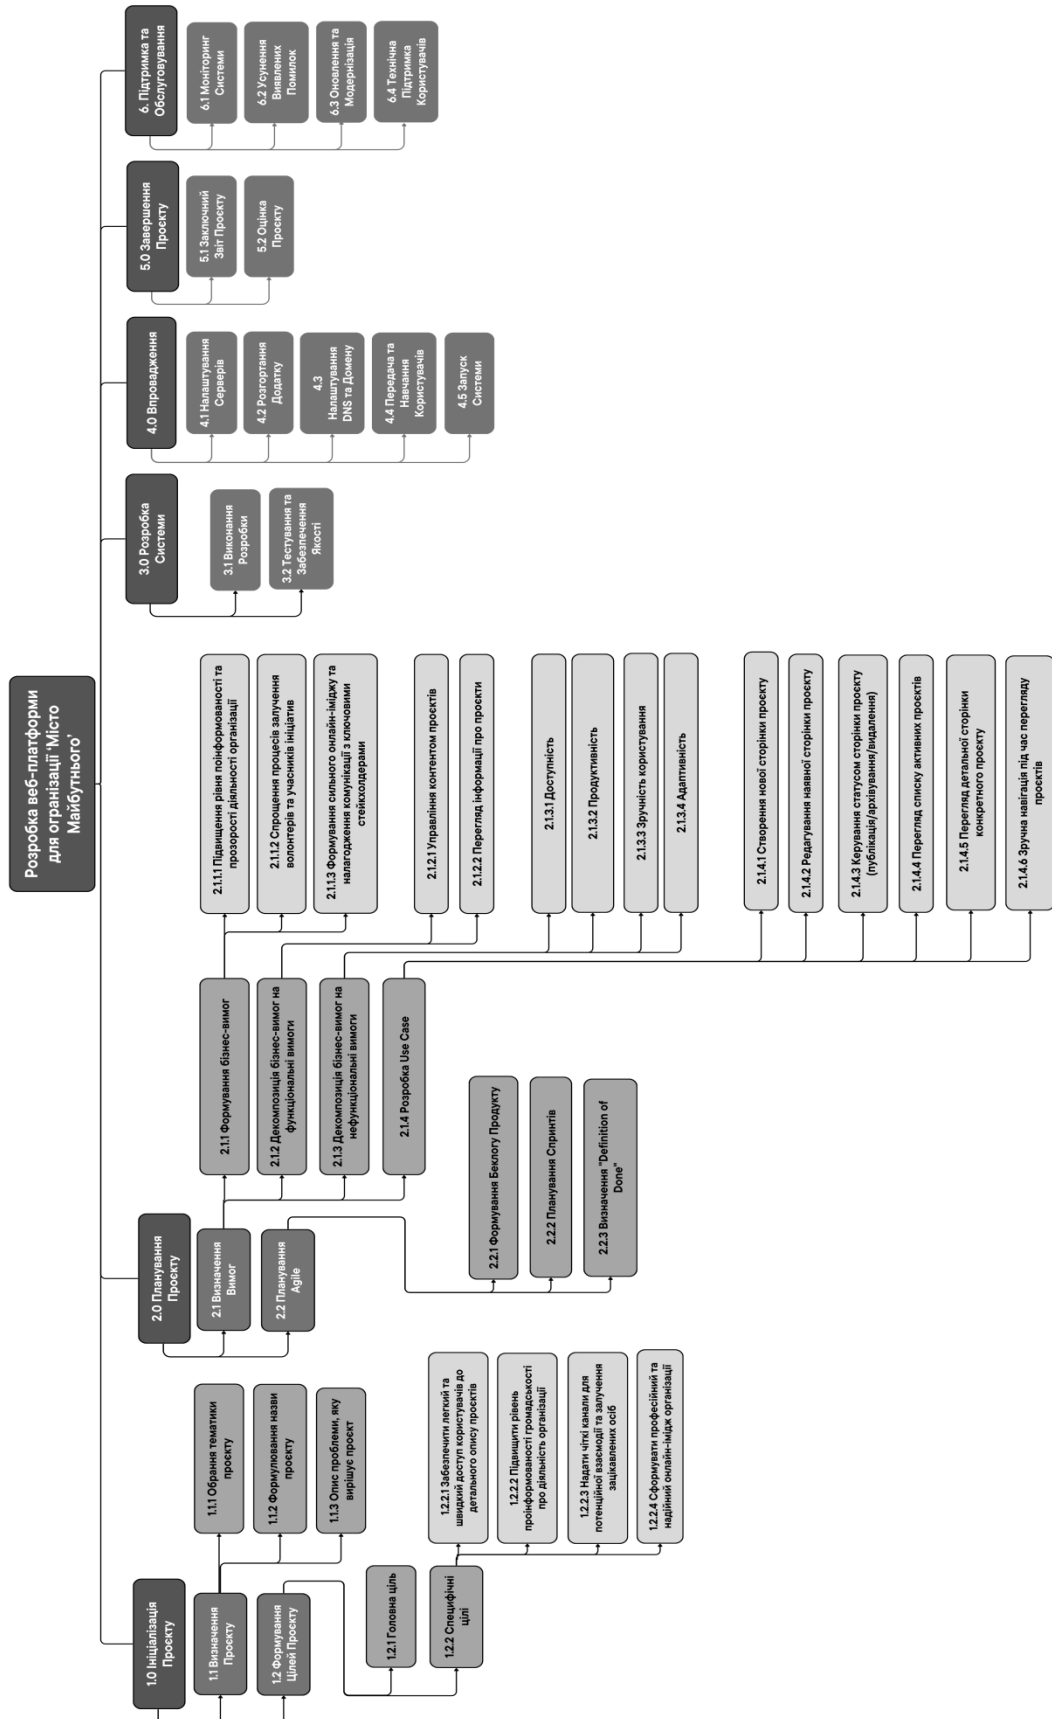 Розробка веб-платформи
для огранізації ‘Місто
Майбутнього’
1.0 Ініціалізація
Проєкту
1.1 Визначення
Проєкту
1.1.1 Обрання тематики
проєкту
1.1.2 Формулювання назви
проєкту
1.1.3 Опис проблеми, яку
вирішує проєкт
1.2 Формування
Цілей Проєкту
1.2.1 Головна ціль
1.2.2 Специфічні
цілі
1.2.2.1 Забезпечити легкий та
швидкий доступ користувачів до
детального опису проєктів
1.2.2.2 Підвищити рівень
проінформованості громадськості
про діяльність організації
1.2.2.3 Надати чіткі канали для
потенційної взаємодії та залучення
зацікавлених осіб
1.2.2.4 Сформувати професійний та
надійний онлайн-імідж організації
2.0 Планування
Проєкту
2.1 Визначення
Вимог
2.1.1 Формування бізнес-вимог
2.1.1.1 Підвищення рівня поінформованості та
прозорості діяльності організації
2.1.1.2 Спрощення процесів залучення
волонтерів та учасників ініціатив
2.1.1.3 Формування сильного онлайн-іміджу та
налагодження комунікації з ключовими
стейкхолдерами
2.1.2 Декомпозиція бізнес-вимог на
функціональні вимоги
2.1.2.1 Управління контентом проєктів
2.1.2.2 Перегляд інформації про проєкти
2.1.3 Декомпозиція бізнес-вимог на
нефункціональні вимоги
2.1.3.1 Доступність
2.1.3.2 Продуктивність
2.1.3.3 Зручність користування
2.1.3.4 Адаптивність
2.1.4 Розробка Use Case
2.1.4.1 Створення нової сторінки проєкту
2.1.4.2 Редагування наявної сторінки проєкту
2.1.4.3 Керування статусом сторінки проєкту
(публікація/архівування/видалення)
2.1.4.4 Перегляд списку активних проєктів
2.1.4.5 Перегляд детальної сторінки
конкретного проєкту
2.1.4.6 Зручна навігація під час перегляду
проєктів
2.2 Планування
Agile
2.2.1 Формування Беклогу Продукту
2.2.2 Планування Спринтів
2.2.3 Визначення "Definition of
Done"
3.0 Розробка
Системи
3.1 Виконання
Розробки
3.2 Тестування та
Забезпечення
Якості
4.0 Впровадження
4.1 Налаштування
Серверів
4.2 Розгортання
Додатку
4.3
Налаштування
DNS та Домену
4.4 Передача та
Навчання
Користувачів
4.5 Запуск
Системи
5.0 Завершення
Проєкту
5.1 Заключний
Звіт Проєкту
5.2 Оцінка
Проєкту
6. Підтримка та
Обслуговування
6.1 Моніторинг
Системи
6.2 Усунення
Виявлених
Помилок
6.3 Оновлення та
Модернізація
6.4 Технічна
Підтримка
Користувачів